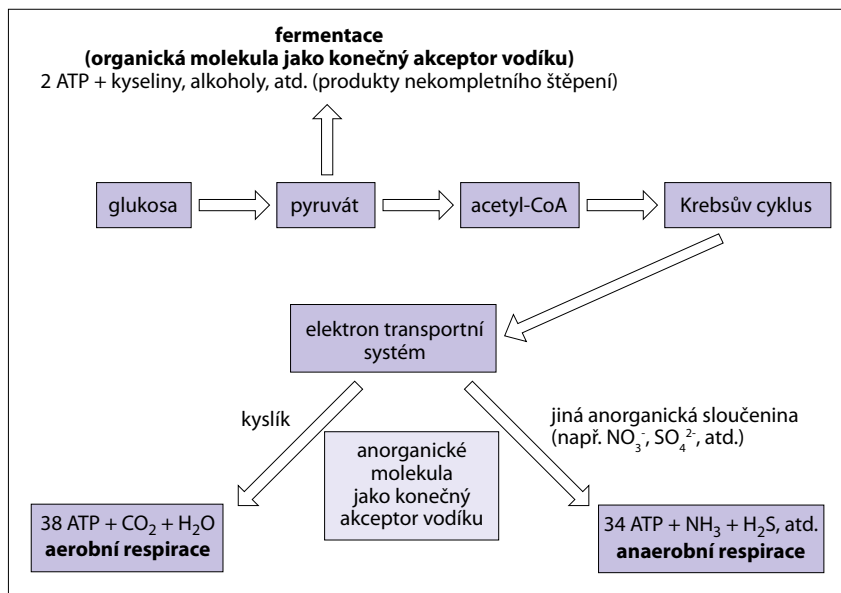 fermentace
(organická molekula jako konečný akceptor vodíku)
2 ATP + kyseliny, alkoholy, atd. (produkty nekompletního štěpení)
glukosa
pyruvát
acetyl-CoA
Krebsův cyklus
elektron transportní
systém
kyslík
jiná anorganická sloučenina
(např. NO₃⁻, SO₄²⁻, atd.)
anorganické
molekula
jako konečný
akceptor vodíku
38 ATP + CO₂ + H₂O
aerobní respirace
34 ATP + NH₃ + H₂S, atd.
anaerobní respirace